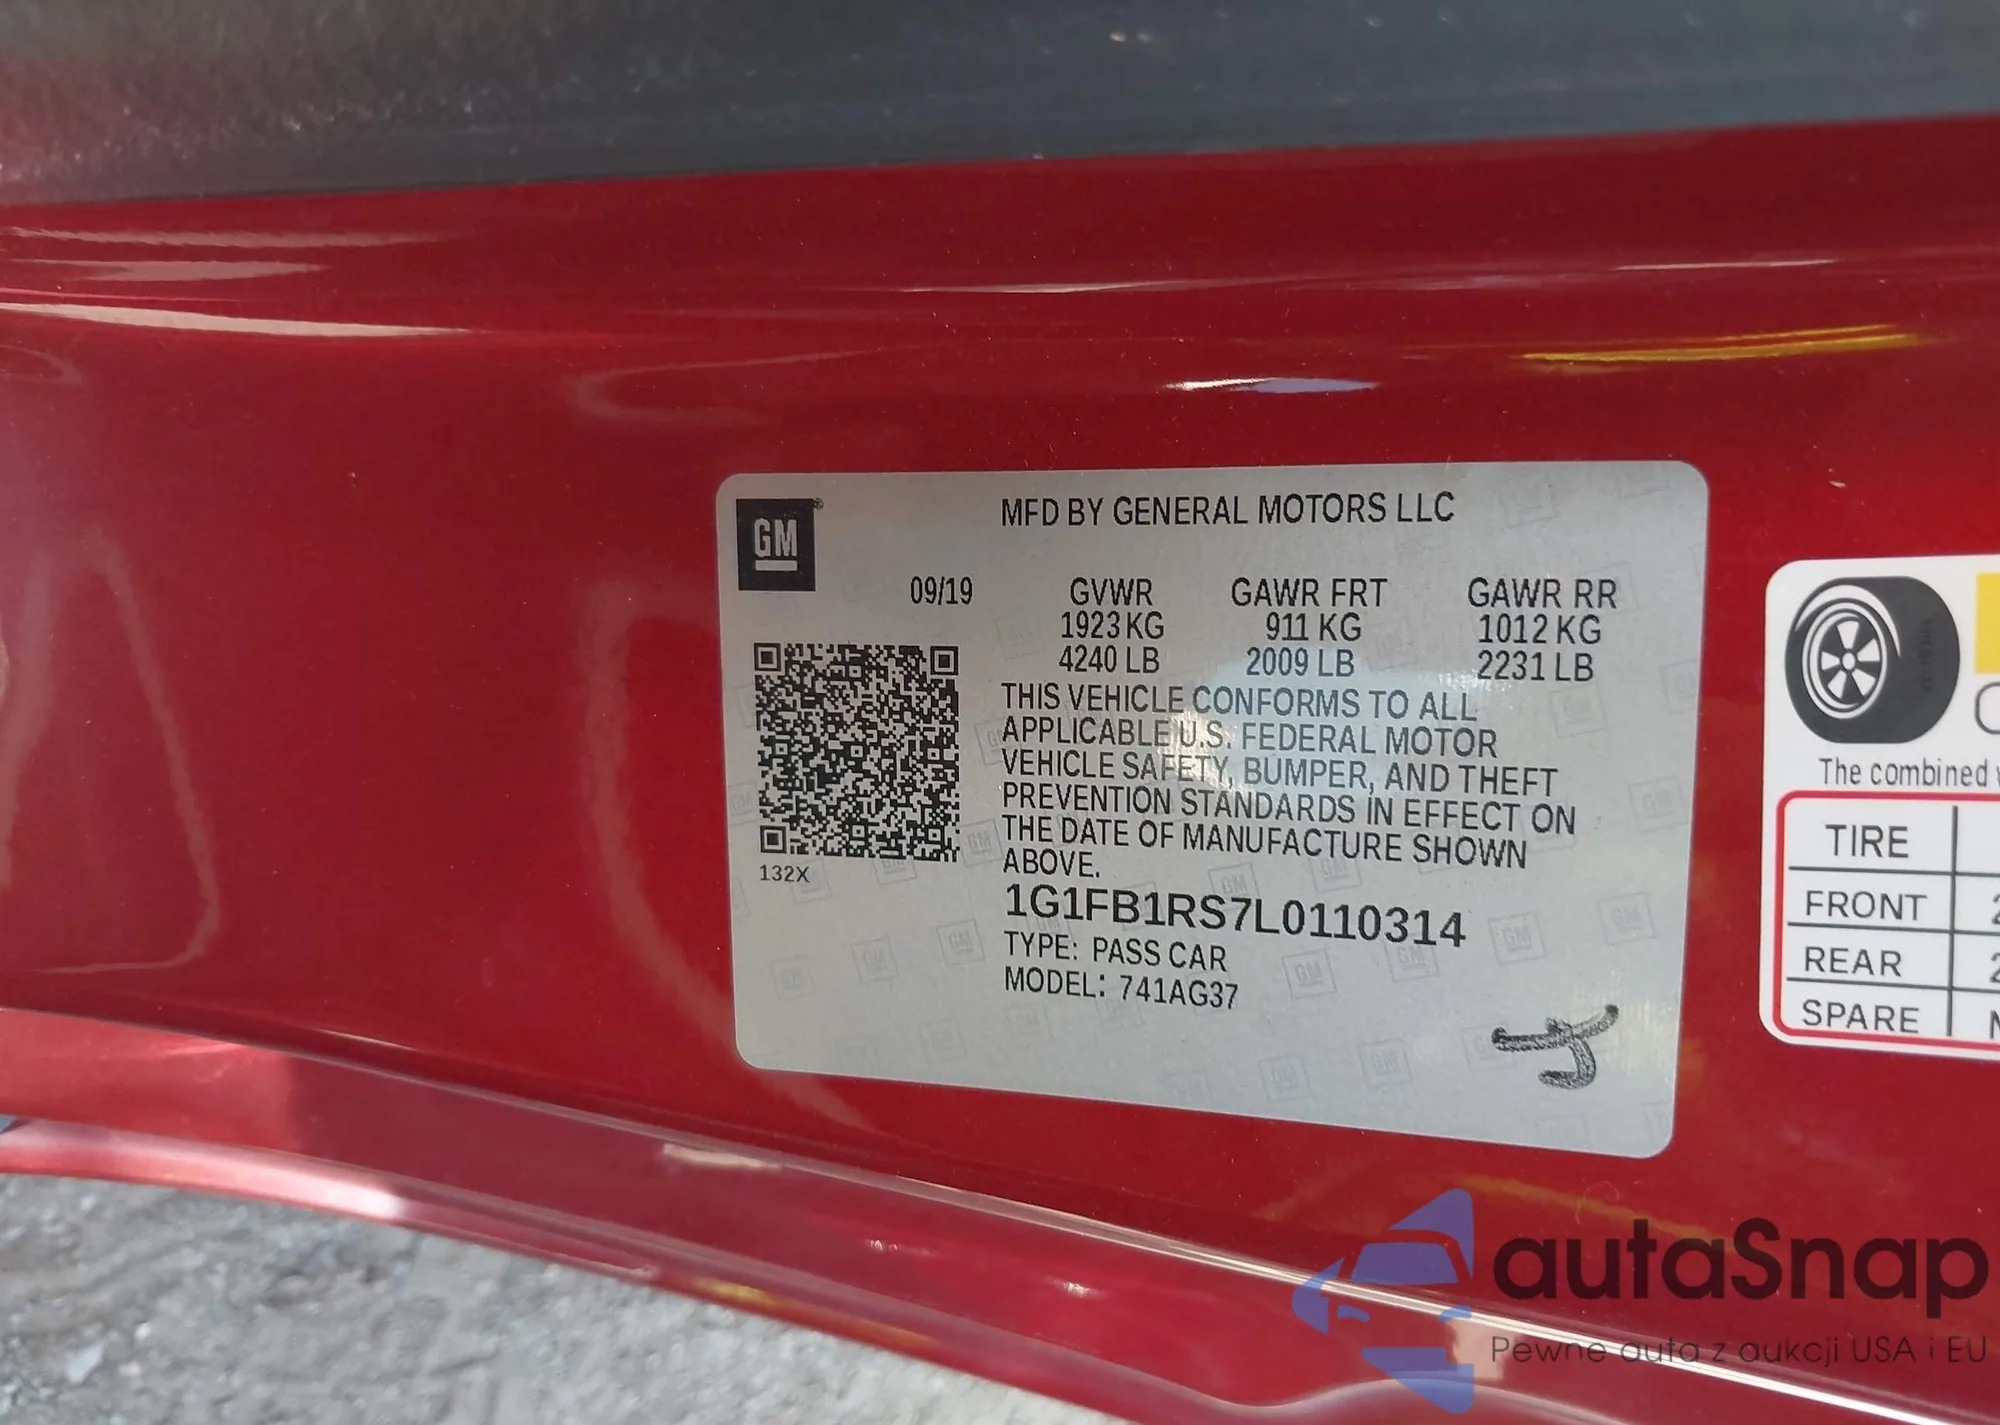 GM
MFD BY GENERAL MOTORS LLC
09/19 GVWR GAWR FRT GAWR RR
1923 KG 911 KG 1012 KG
4240 LB 2009 LB 2231 LB
THIS VEHICLE CONFORMS TO ALL
APPLICABLE U.S. FEDERAL MOTOR
VEHICLE SAFETY, BUMPER, AND THEFT
PREVENTION STANDARDS IN EFFECT ON
THE DATE OF MANUFACTURE SHOWN
ABOVE.
132X
1G1FB1RS7L0110314
TYPE: PASS CAR
MODEL: 741AG37
The combined
TIRE
FRONT 2
REAR 2
SPARE
autaSnap
Pewne auta z aukcji USA i EU